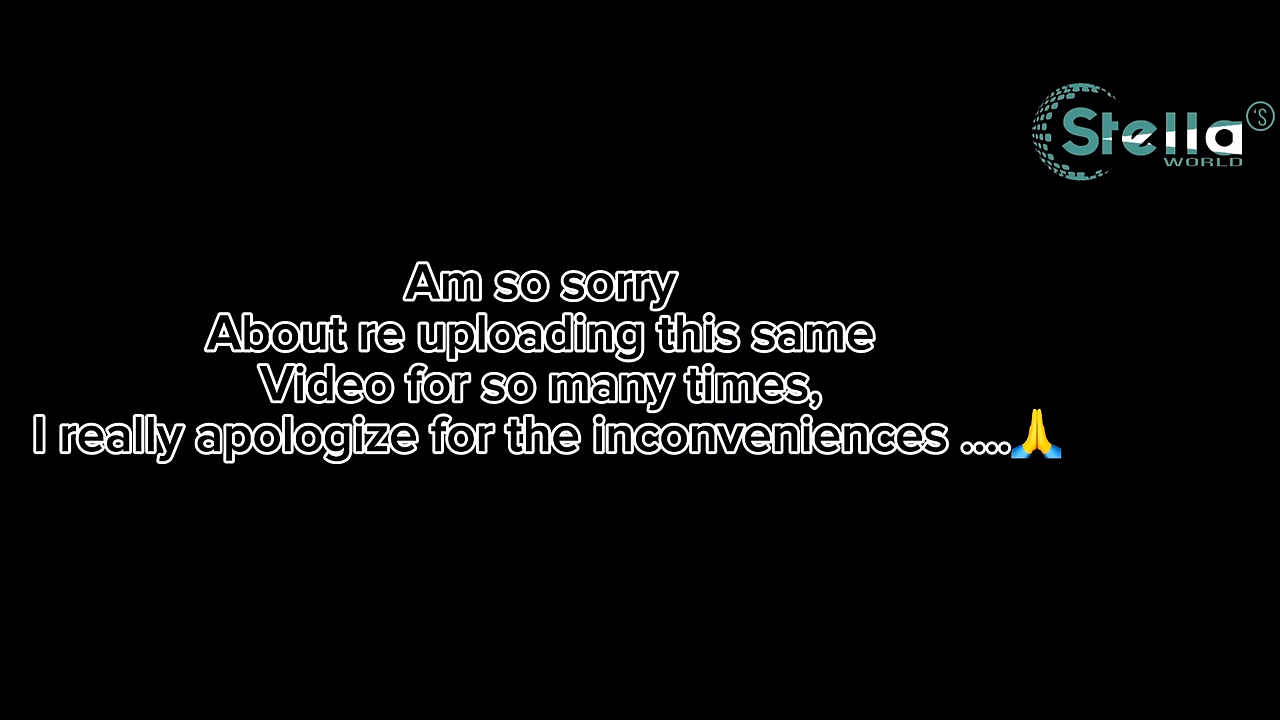 Stella
'S
WORLD
Am so sorry
About re uploading this same
Video for so many times,
I really apologize for the inconveniences ....🙏